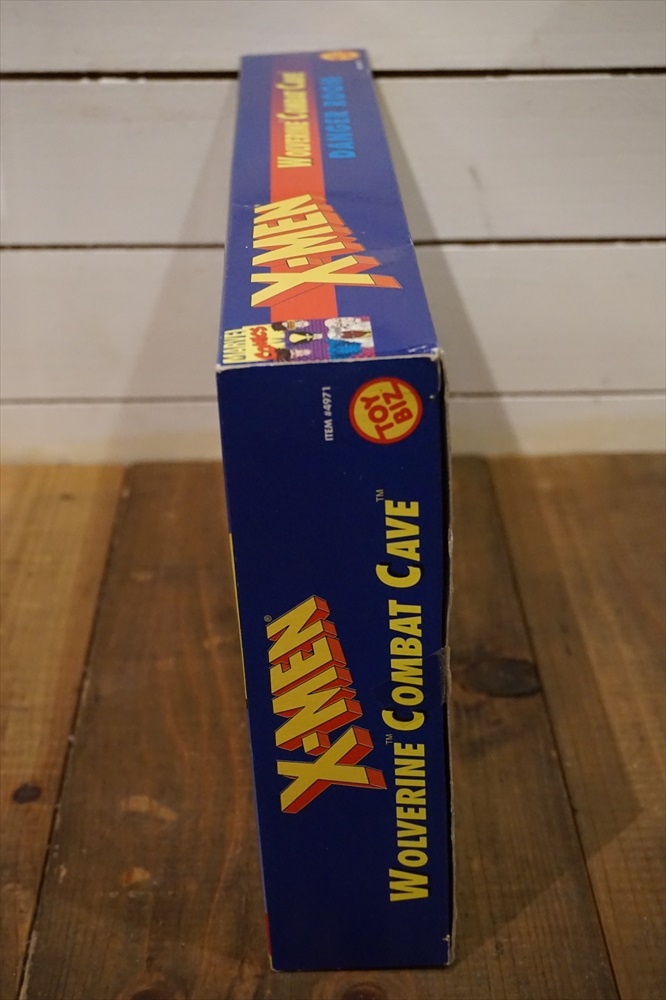 X-MEN
WOLVERINE COMBAT CAVE
DANGER ROOM
MARVEL
COMICS
ITEM #4971
TOY
BIZ
X-MEN®
WOLVERINE™ COMBAT CAVE™